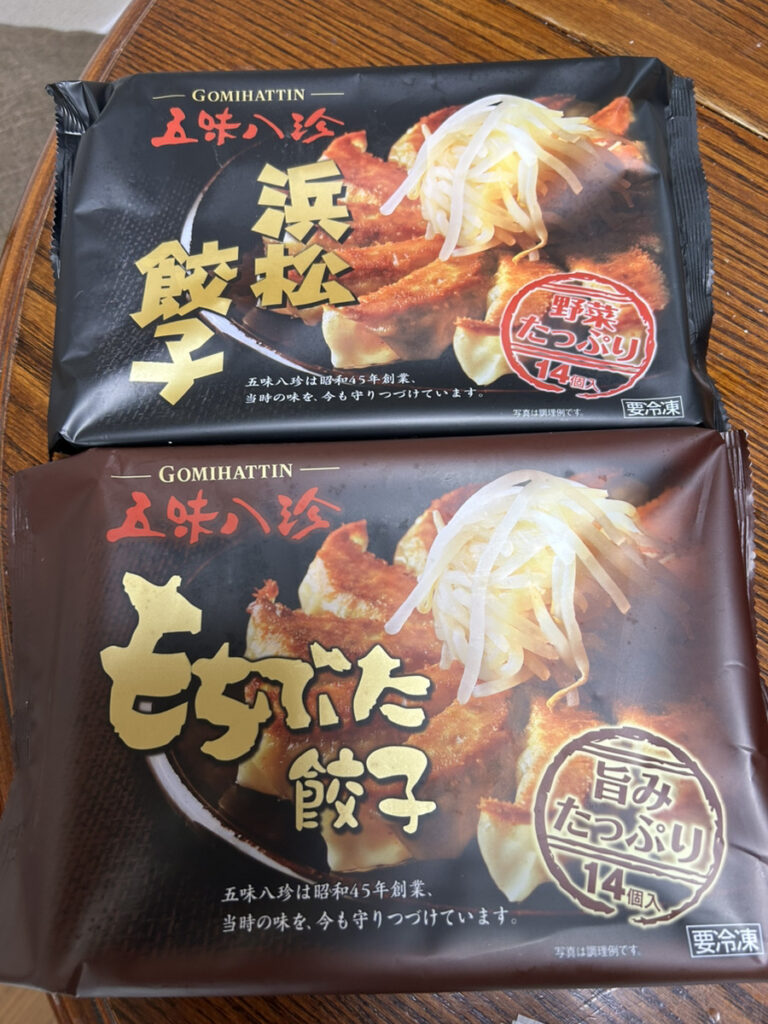 GOMIHATTIN
五味八珍
浜松
餃子
野菜
たっぷり
14個入
五味八珍は昭和45年創業、
当時の味を、今も守りつづけています。
写真は調理例です。
要冷凍
GOMIHATTIN
五味八珍
もちぶた
餃子
旨み
たっぷり
14個入
五味八珍は昭和45年創業、
当時の味を、今も守りつづけています。
写真は調理例です。
要冷凍